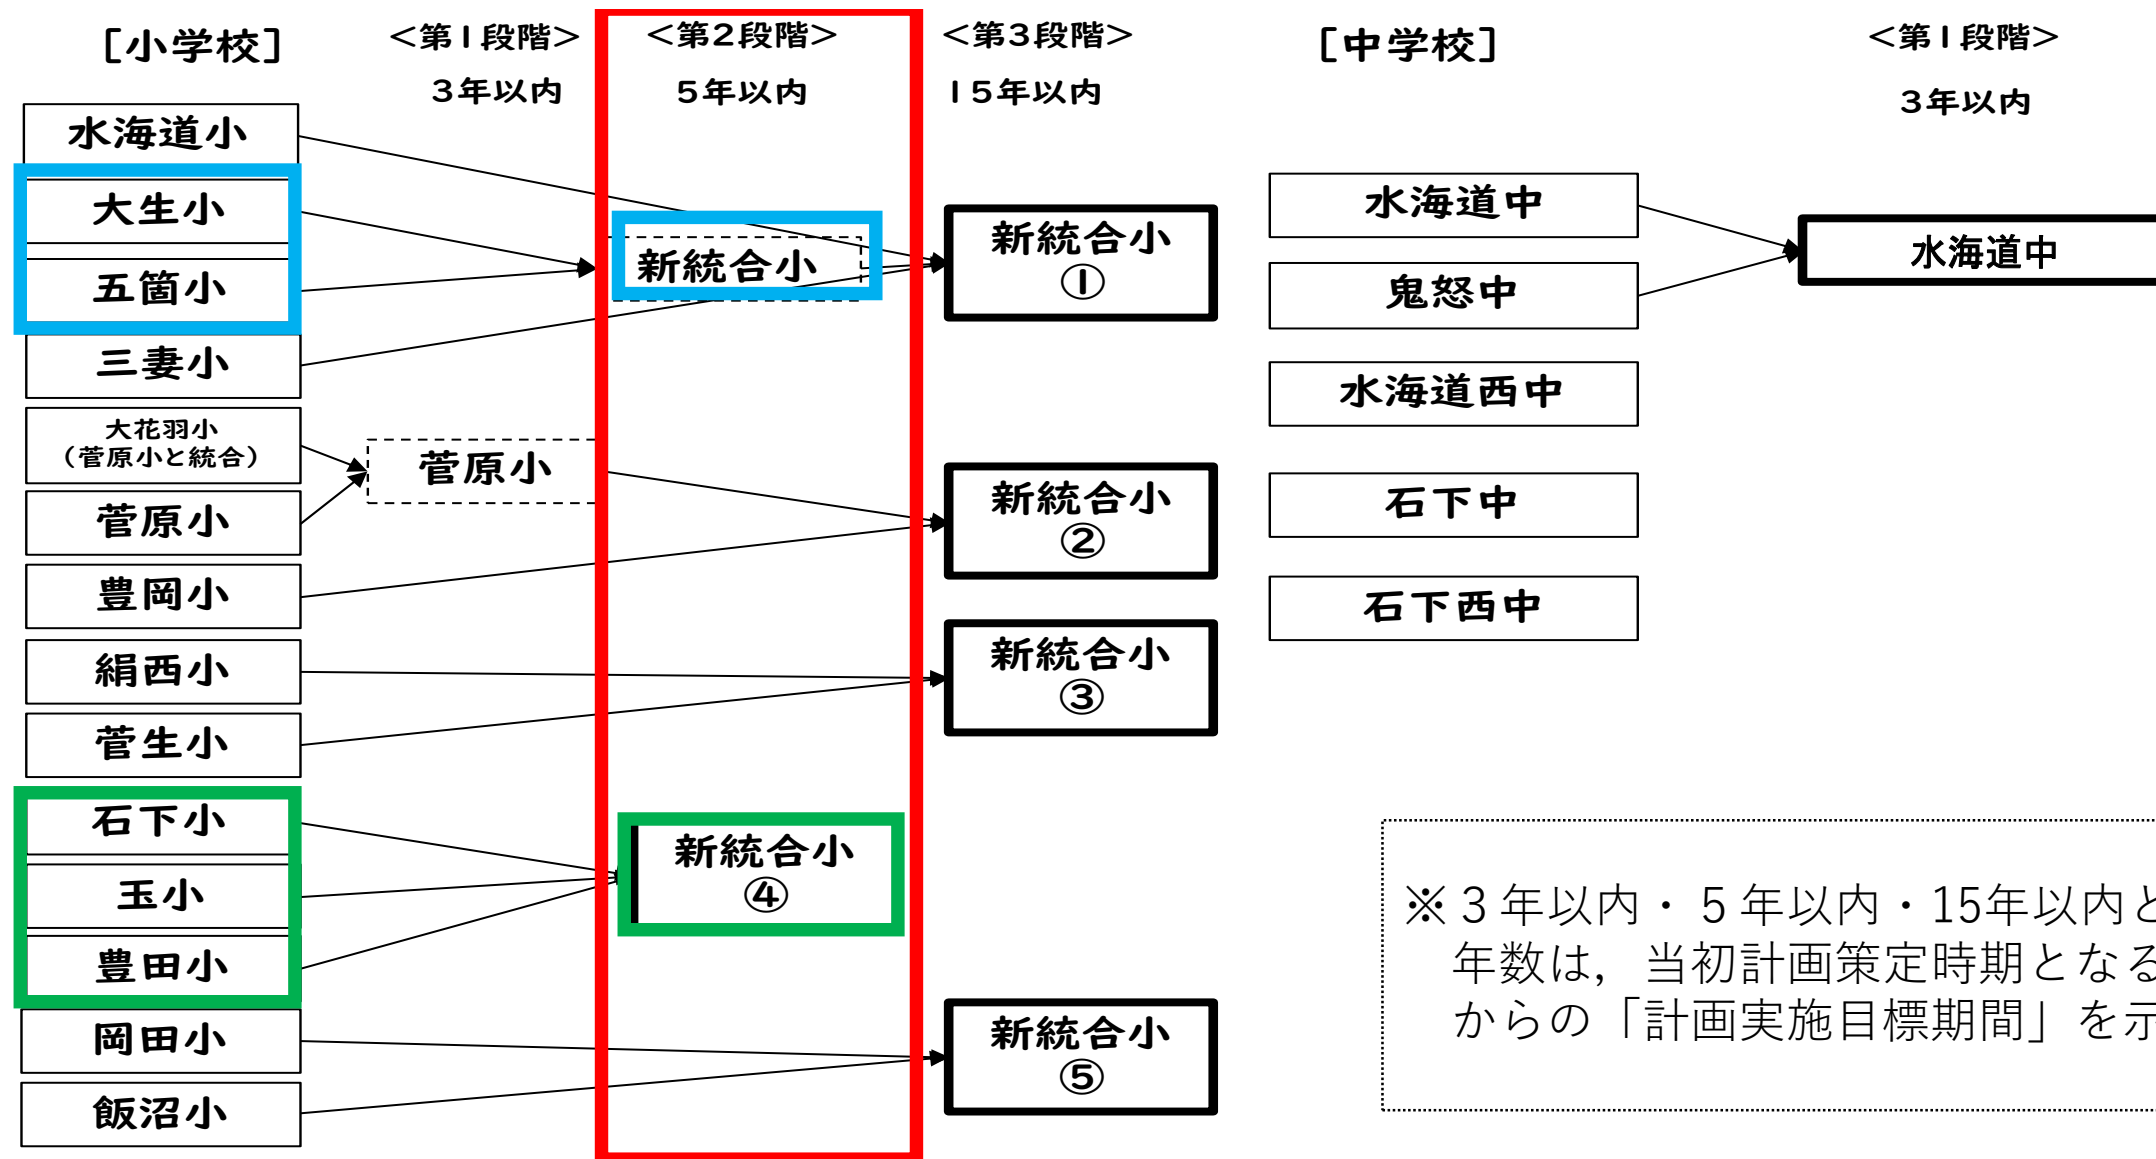 ［小学校］
＜第１段階＞
３年以内
＜第２段階＞
５年以内
＜第３段階＞
１５年以内
水海道小
大生小
五箇小
三妻小
大花羽小
（菅原小と統合）
菅原小
豊岡小
絹西小
菅生小
石下小
玉小
豊田小
岡田小
飯沼小
菅原小
新統合小
新統合小
④
新統合小
①
新統合小
②
新統合小
③
新統合小
⑤
［中学校］
＜第１段階＞
３年以内
水海道中
鬼怒中
水海道西中
石下中
石下西中
水海道中
※３年以内・５年以内・15年以内と
年数は，当初計画策定時期となる
からの「計画実施目標期間」を示